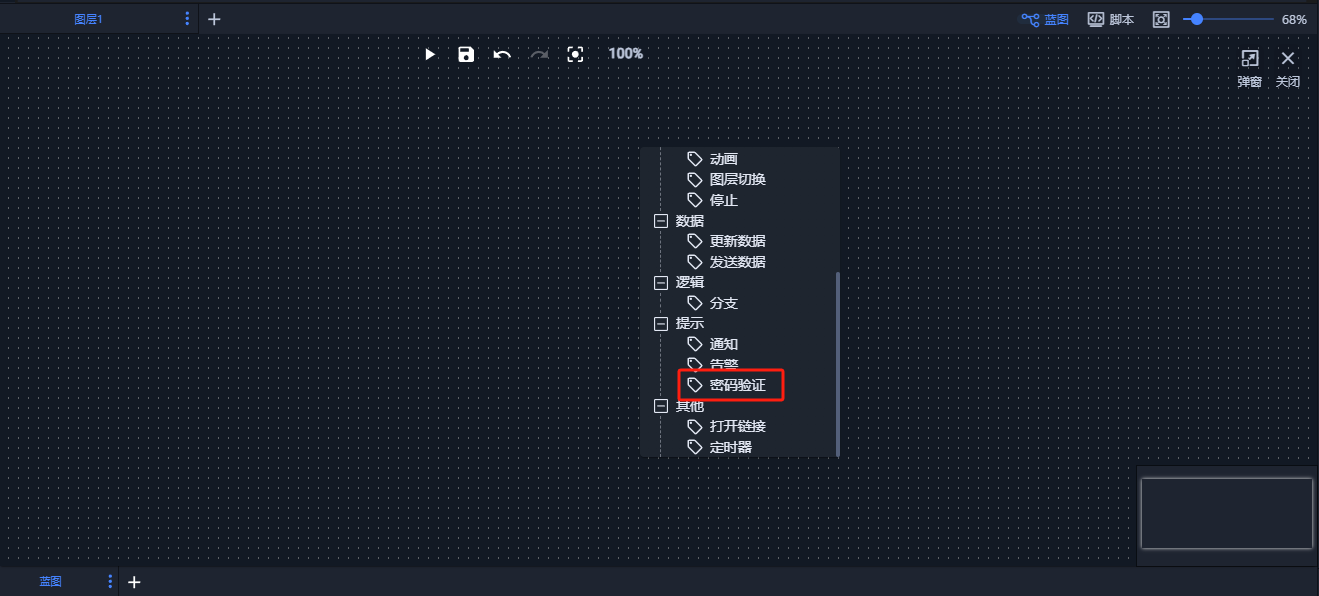 图层1
蓝图
脚本
68%
100%
弹窗
关闭
动画
图层切换
停止
数据
更新数据
发送数据
逻辑
分支
提示
通知
告警
密码验证
其他
打开链接
定时器
蓝图